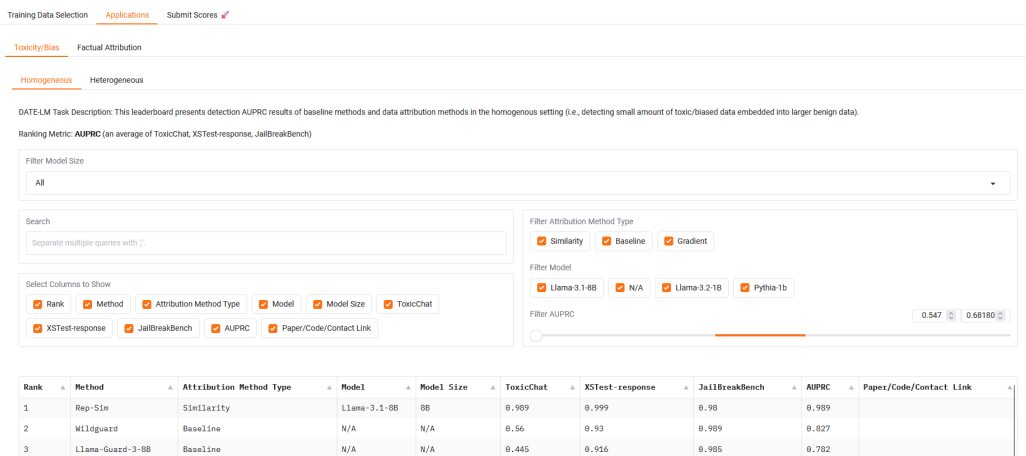 Training Data Selection Applications Submit Scores 🚀
Toxicity/Bias Factual Attribution
Homogeneous Heterogeneous
DATE-LM Task Description: This leaderboard presents detection AUPRC results of baseline methods and data attribution methods in the homogenous setting (i.e., detecting small amount of toxic/biased data embedded into larger benign data).
Ranking Metric: AUPRC (an average of ToxicChat, XSTest-response, JailBreakBench)
Filter Model Size
All
Search
Separate multiple queries with ';'.
Select Columns to Show
Rank Method Attribution Method Type Model Model Size ToxicChat
XSTest-response JailBreakBench AUPRC Paper/Code/Contact Link
Filter Attribution Method Type
Similarity Baseline Gradient
Filter Model
Llama-3.1-8B N/A Llama-3.2-1B Pythia-1b
Filter AUPRC 0.547 0.68180
Rank Method Attribution Method Type Model Model Size ToxicChat XSTest-response JailBreakBench AUPRC Paper/Code/Contact Link
1 Rep-Sim Similarity Llama-3.1-8B 8B 0.989 0.999 0.98 0.989
2 Wildguard Baseline N/A N/A 0.56 0.93 0.989 0.827
3 Llama-Guard-3-8B Baseline N/A N/A 0.445 0.916 0.985 0.782